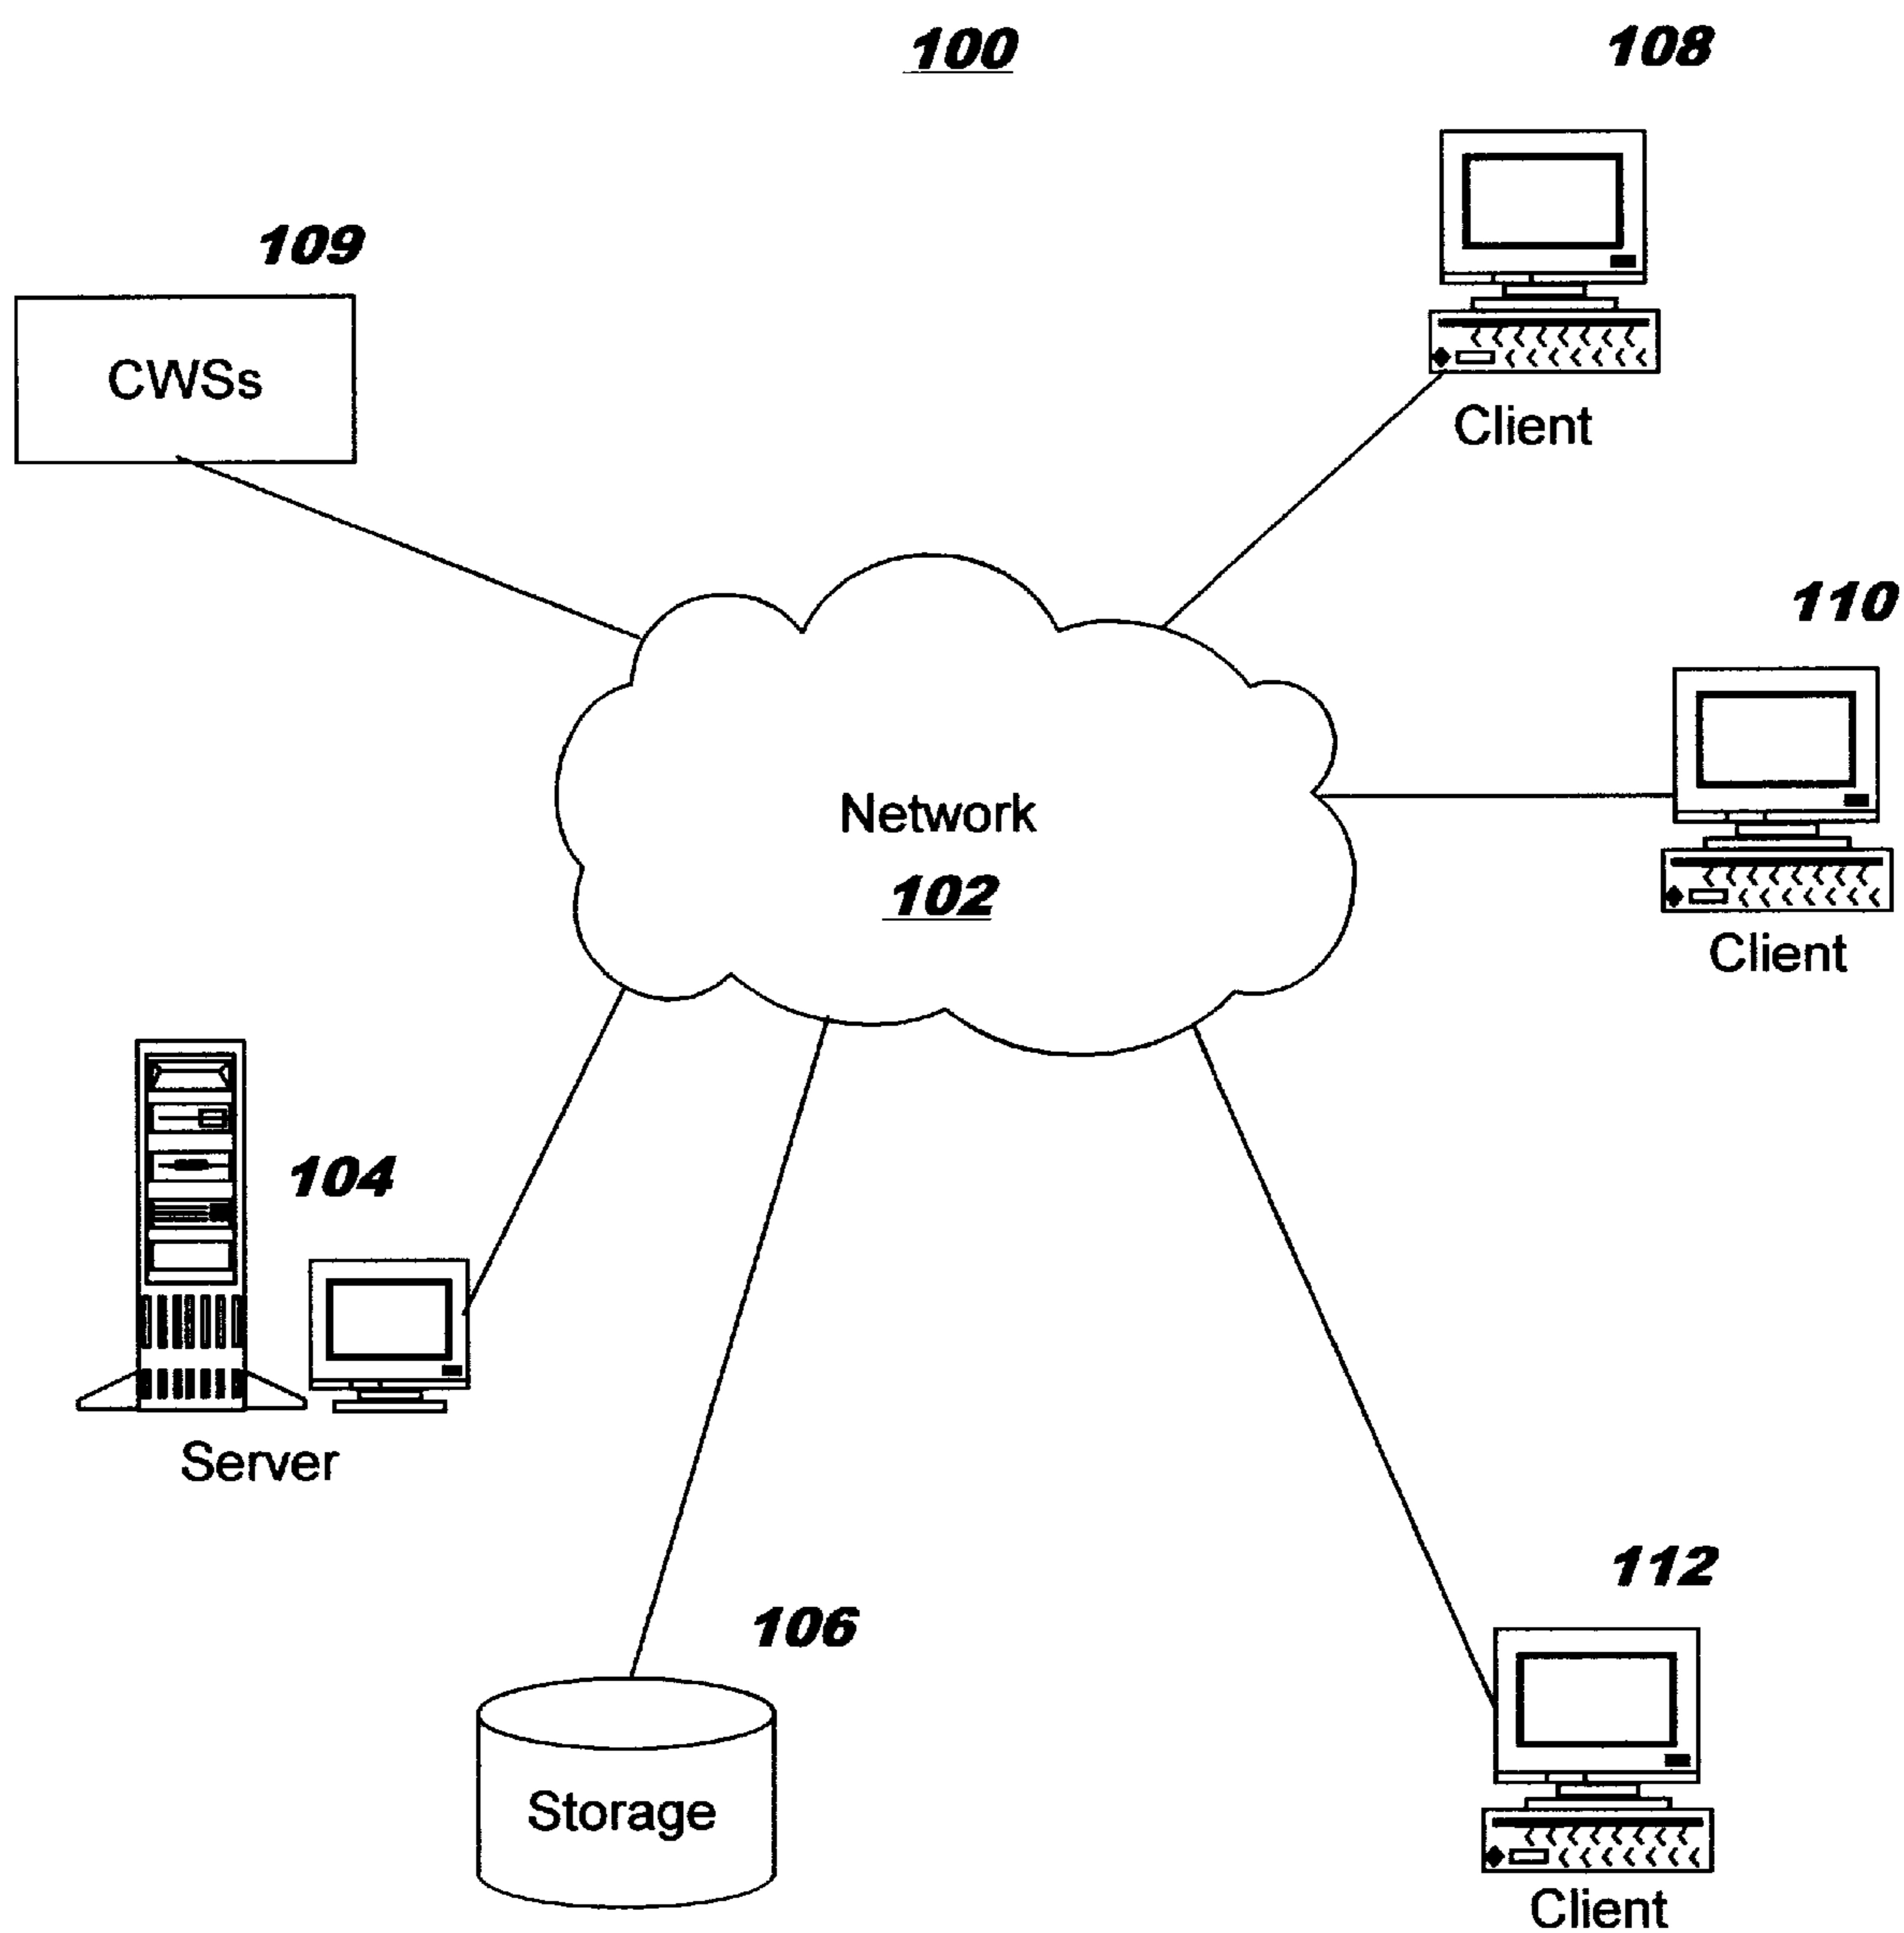 100
108
109
CWSs
Client
110
Network
102
Client
104
Server
112
106
Storage
Client